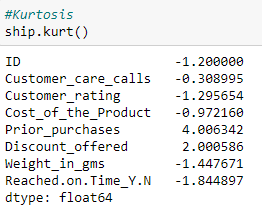 #Kurtosis
ship.kurt()
ID -1.200000
Customer_care_calls -0.308995
Customer_rating -1.295654
Cost_of_the_Product -0.972160
Prior_purchases 4.006342
Discount_offered 2.000586
Weight_in_gms -1.447671
Reached.on.Time_Y.N -1.844897
dtype: float64